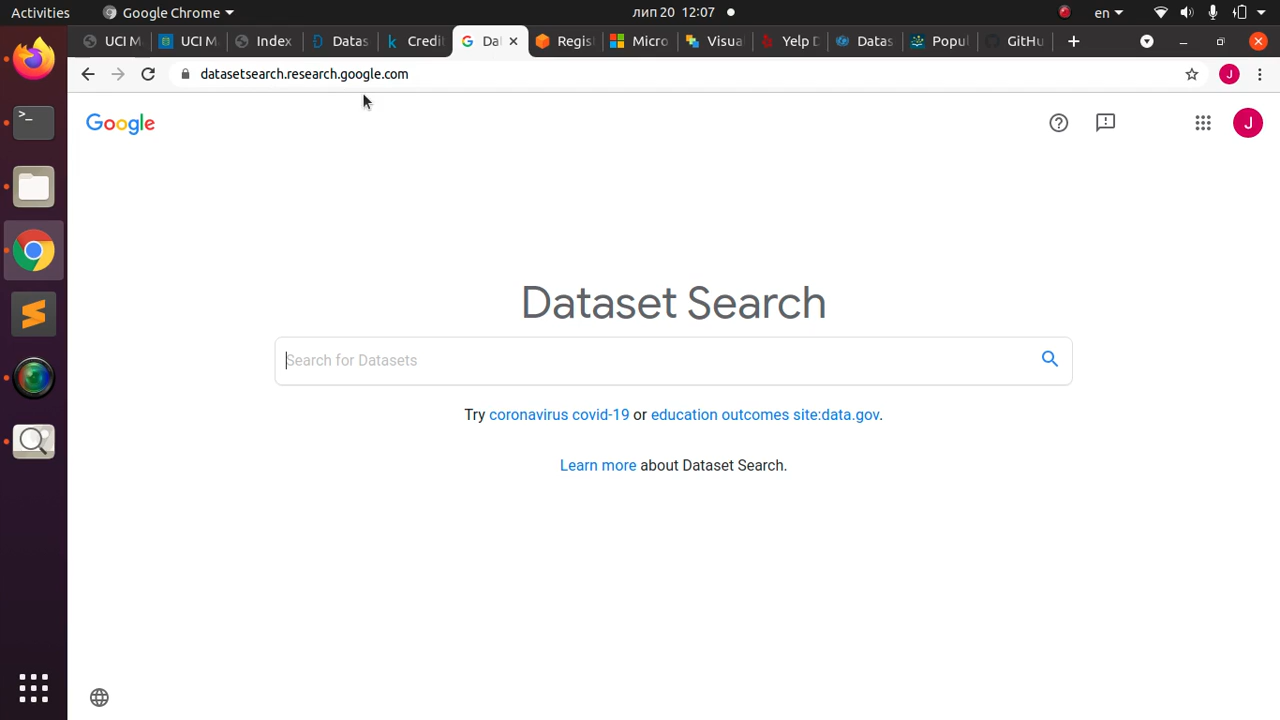 Activities Google Chrome лип 20 12:07 en
UCI M UCI M Index Datas Credi Da Regis Micro Visua Yelp D Datas Popul GitHu
datasetsearch.research.google.com J
Google J
Dataset Search
Search for Datasets
Try coronavirus covid-19 or education outcomes site:data.gov.
Learn more about Dataset Search.